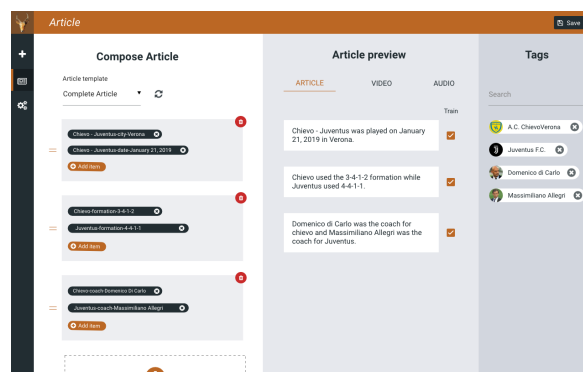 Article
Save
Compose Article
Article template
Complete Article
Chievo - Juventus-city-Verona
Chievo - Juventus-date-January 21, 2019
Add item
Chievo-formation-3-4-1-2
Juventus-formation-4-4-1-1
Add item
Chievo-coach-Domenico Di Carlo
Juventus-coach-Massimiliano Allegri
Add item
Article preview
ARTICLE
VIDEO
AUDIO
Train
Chievo - Juventus was played on January
21, 2019 in Verona.
Chievo used the 3-4-1-2 formation while
Juventus used 4-4-1-1.
Domenico di Carlo was the coach for
chievo and Massimiliano Allegri was the
coach for Juventus.
Tags
Search
A.C. ChievoVerona
Juventus F.C.
Domenico di Carlo
Massimiliano Allegri